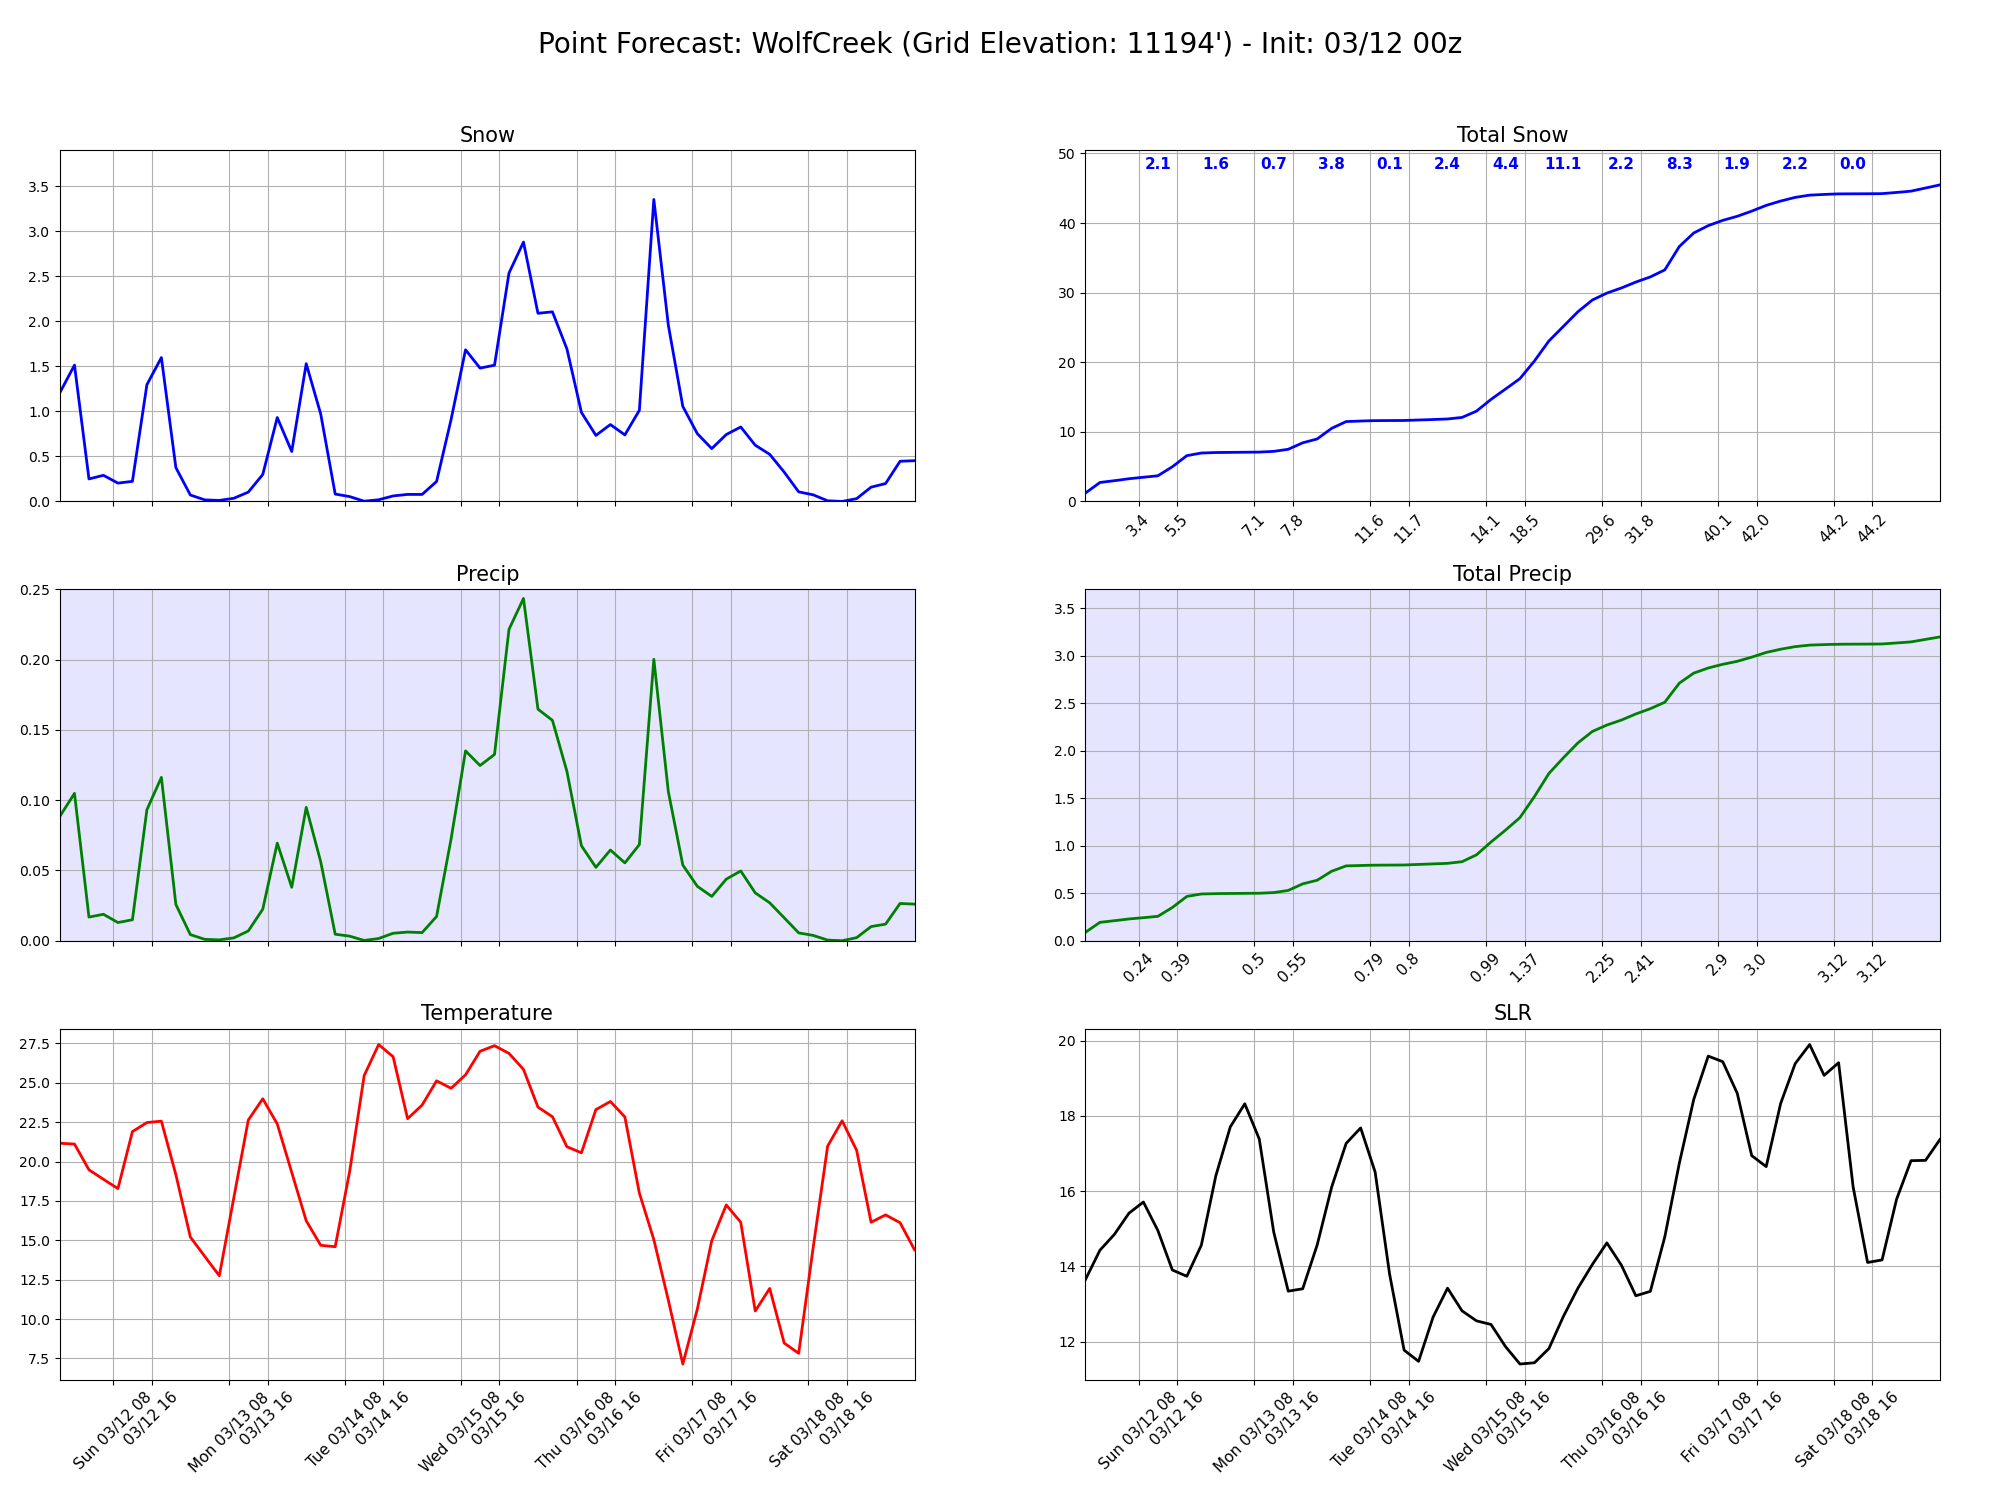 Point Forecast: WolfCreek (Grid Elevation: 11194') - Init: 03/12 00z
Snow
3.5
3.0
2.5
2.0
1.5
1.0
0.5
0.0
Total Snow
2.1 1.6 0.7 3.8 0.1 2.4 4.4 11.1 2.2 8.3 1.9 2.2 0.0
50
40
30
20
10
0
3.4 5.5 7.1 7.8 11.6 11.7 14.1 18.5 29.6 31.8 40.1 42.0 44.2 44.2
Precip
0.25
0.20
0.15
0.10
0.05
0.00
Total Precip
3.5
3.0
2.5
2.0
1.5
1.0
0.5
0.0
0.24 0.39 0.5 0.55 0.79 0.8 0.99 1.37 2.25 2.41 2.9 3.0 3.12 3.12
Temperature
27.5
25.0
22.5
20.0
17.5
15.0
12.5
10.0
7.5
Sun 03/12 08
03/12 16
Mon 03/13 08
03/13 16
Tue 03/14 08
03/14 16
Wed 03/15 08
03/15 16
Thu 03/16 08
03/16 16
Fri 03/17 08
03/17 16
Sat 03/18 08
03/18 16
SLR
20
18
16
14
12
Sun 03/12 08
03/12 16
Mon 03/13 08
03/13 16
Tue 03/14 08
03/14 16
Wed 03/15 08
03/15 16
Thu 03/16 08
03/16 16
Fri 03/17 08
03/17 16
Sat 03/18 08
03/18 16